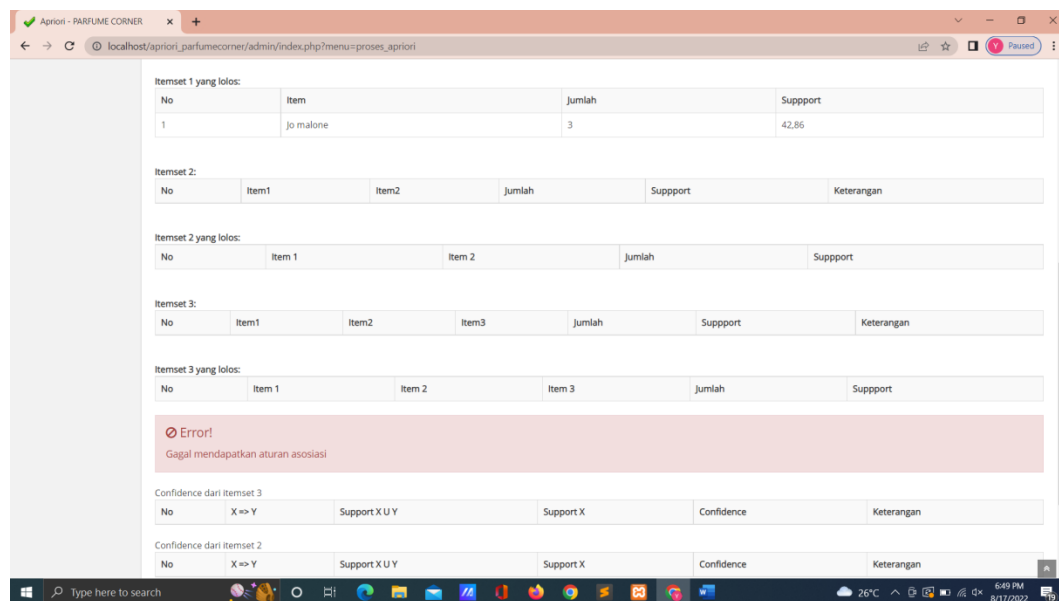 Apriori - PARFUME CORNER
localhost/apriori_parfumecorner/admin/index.php?menu=proses_apriori
Y Paused
Itemset 1 yang lolos:
No Item Jumlah Suppport
1 Jo malone 3 42,86
Itemset 2:
No Item1 Item2 Jumlah Suppport Keterangan
Itemset 2 yang lolos:
No Item 1 Item 2 Jumlah Suppport
Itemset 3:
No Item1 Item2 Item3 Jumlah Suppport Keterangan
Itemset 3 yang lolos:
No Item 1 Item 2 Item 3 Jumlah Suppport
Error!
Gagal mendapatkan aturan asosiasi
Confidence dari itemset 3
No X => Y Support X U Y Support X Confidence Keterangan
Confidence dari itemset 2
No X => Y Support X U Y Support X Confidence Keterangan
Type here to search
26°C
6:49 PM
8/17/2022
19